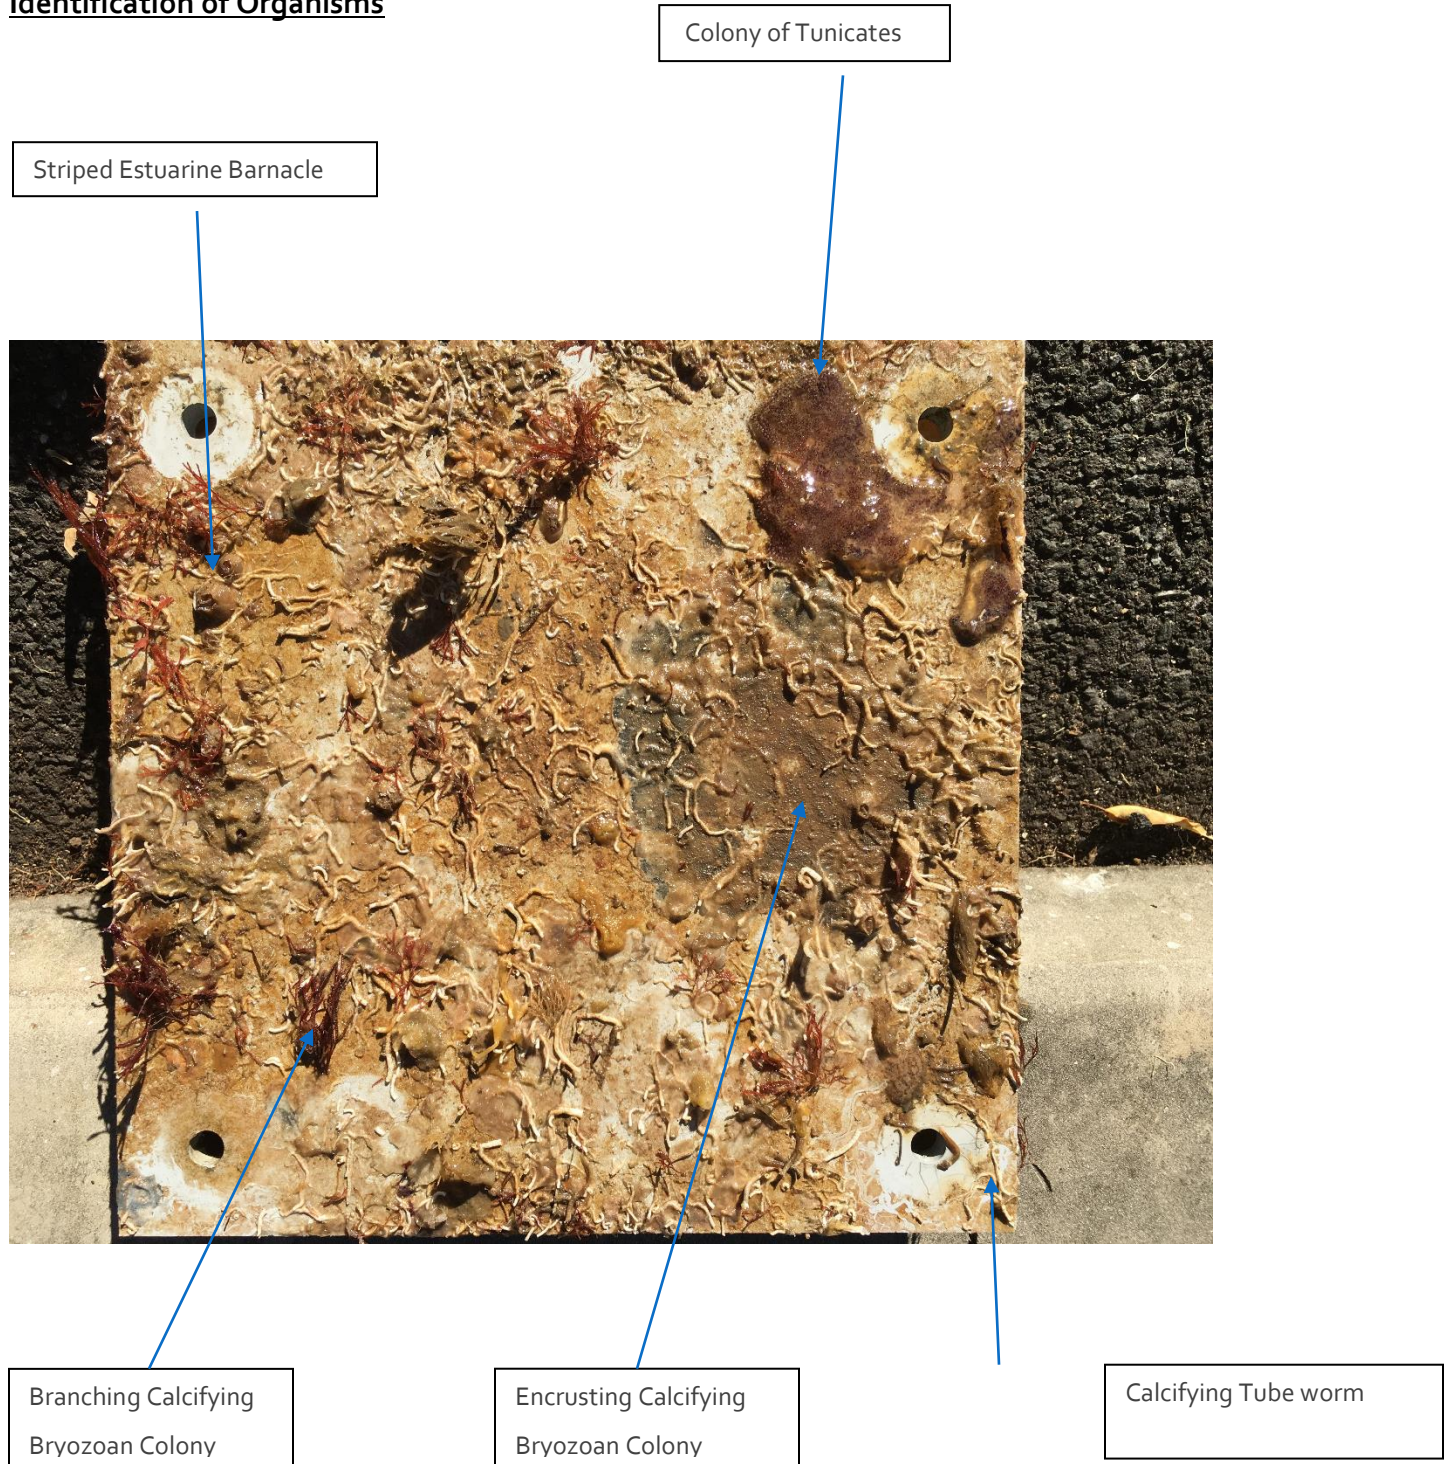 Identification of Organisms
Colony of Tunicates
Striped Estuarine Barnacle
Branching Calcifying
Bryozoan Colony
Encrusting Calcifying
Bryozoan Colony
Calcifying Tube worm